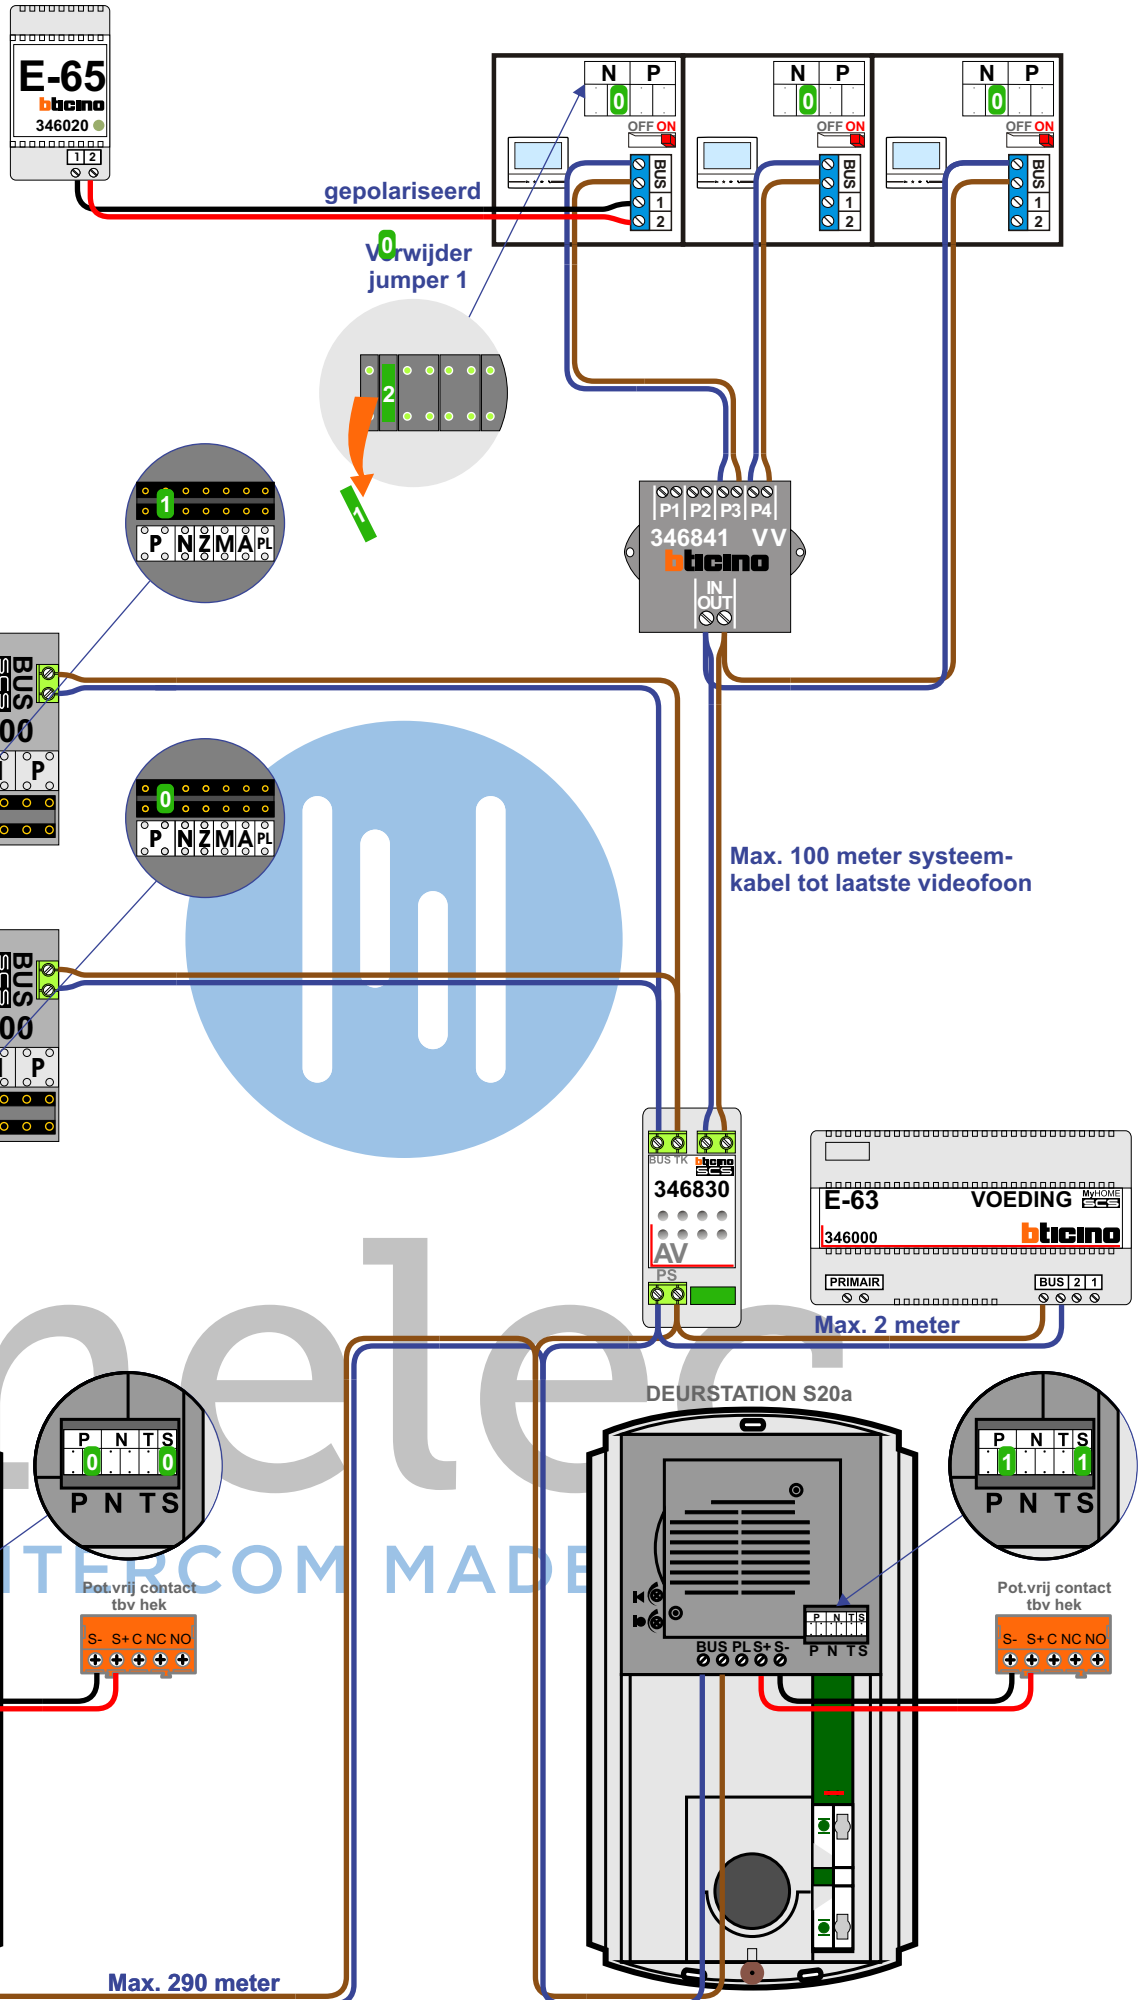 E-65
bticino
346020
1 2
N P
0
OFF ON
BUS
1
2
N P
0
OFF ON
BUS
1
2
N P
0
OFF ON
BUS
1
2
gepolariseerd
0
Verwijder
jumper 1
2
1
1
P N Z M A PL
P1 P2 P3 P4
346841 VV
bticino
IN
OUT
BUS
SCS
00
P
0
P N Z M A PL
Max. 100 meter systeem-
kabel tot laatste videofoon
BUS
SCS
00
P
BUS TK bticino
SCS
346830
AV
PS
E-63 VOEDING MyHOME
SCS
346000 bticino
PRIMAIR BUS 2 1
Max. 2 meter
nelec
INTERCOM MADE
DEURSTATION S20a
P N T S
0 0
P N T S
P N T S
1 1
P N T S
Pot.vrij contact
tbv hek
S- S+ C NC NO
P N T S
P N T S
BUS PL S+ S-
Pot.vrij contact
tbv hek
S- S+ C NC NO
Max. 290 meter